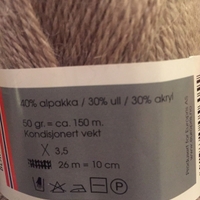 40% alpakka / 30% ull / 30% akryl
50 gr. = ca. 150 m.
Kondisjonert vekt
3,5
26 m = 10 cm
P